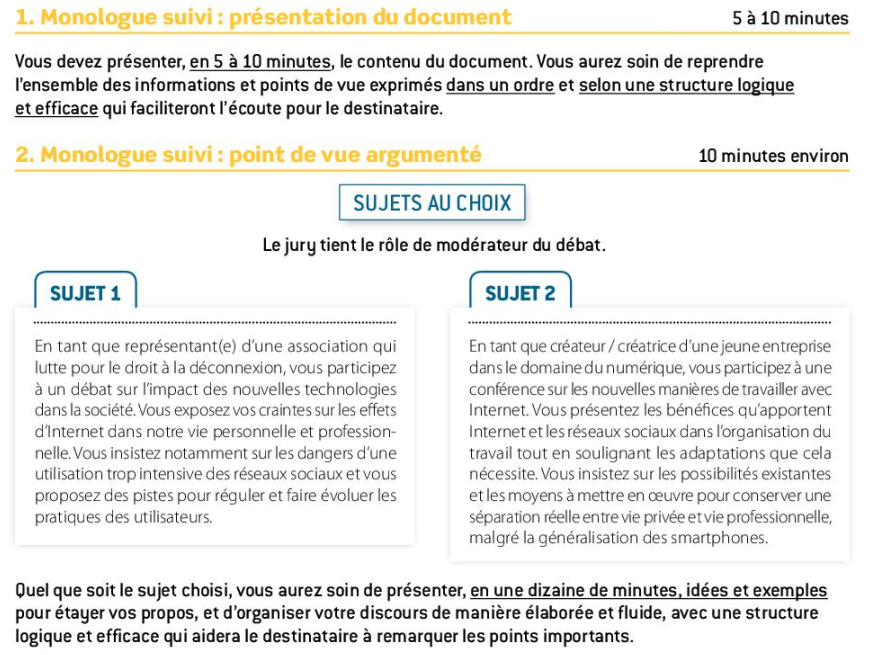 1. Monologue suivi : présentation du document 5 à 10 minutes
Vous devez présenter, en 5 à 10 minutes, le contenu du document. Vous aurez soin de reprendre
l'ensemble des informations et points de vue exprimés dans un ordre et selon une structure logique
et efficace qui faciliteront l'écoute pour le destinataire.
2. Monologue suivi : point de vue argumenté 10 minutes environ
SUJETS AU CHOIX
Le jury tient le rôle de modérateur du débat.
SUJET 1
En tant que représentant(e) d'une association qui
lutte pour le droit à la déconnexion, vous participez
à un débat sur l'impact des nouvelles technologies
dans la société. Vous exposez vos craintes sur les effets
d'Internet dans notre vie personnelle et profession-
nelle. Vous insistez notamment sur les dangers d'une
utilisation trop intensive des réseaux sociaux et vous
proposez des pistes pour réguler et faire évoluer les
pratiques des utilisateurs.
SUJET 2
En tant que créateur / créatrice d'une jeune entreprise
dans le domaine du numérique, vous participez à une
conférence sur les nouvelles manières de travailler avec
Internet. Vous présentez les bénéfices qu'apportent
Internet et les réseaux sociaux dans l'organisation du
travail tout en soulignant les adaptations que cela
nécessite. Vous insistez sur les possibilités existantes
et les moyens à mettre en œuvre pour conserver une
séparation réelle entre vie privée et vie professionnelle,
malgré la généralisation des smartphones.
Quel que soit le sujet choisi, vous aurez soin de présenter, en une dizaine de minutes, idées et exemples
pour étayer vos propos, et d'organiser votre discours de manière élaborée et fluide, avec une structure
logique et efficace qui aidera le destinataire à remarquer les points importants.